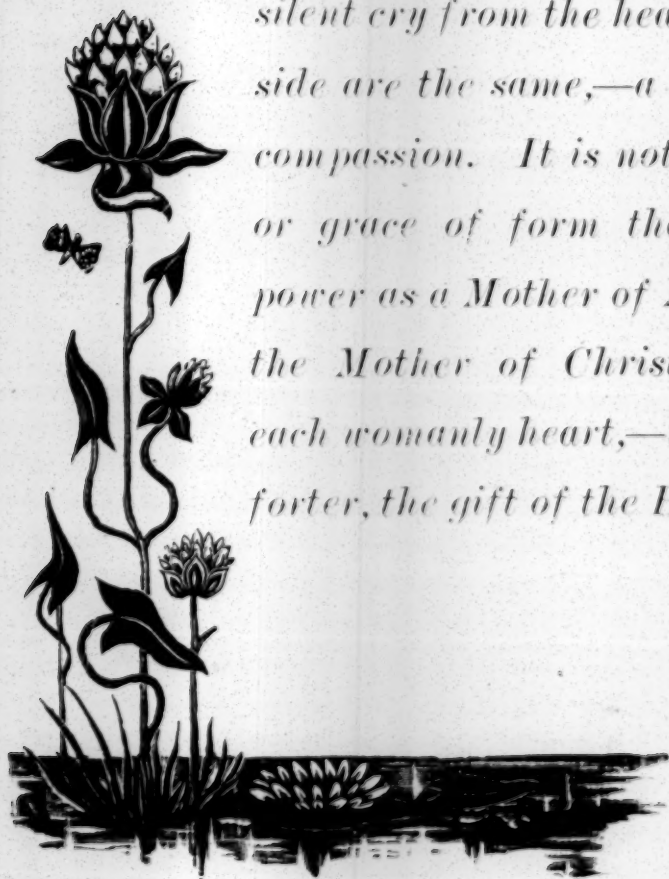 silent cry from the hea
side are the same,—a
compassion. It is not
or grace of form the
power as a Mother of
the Mother of Chris
each womanly heart,—
forter, the gift of the